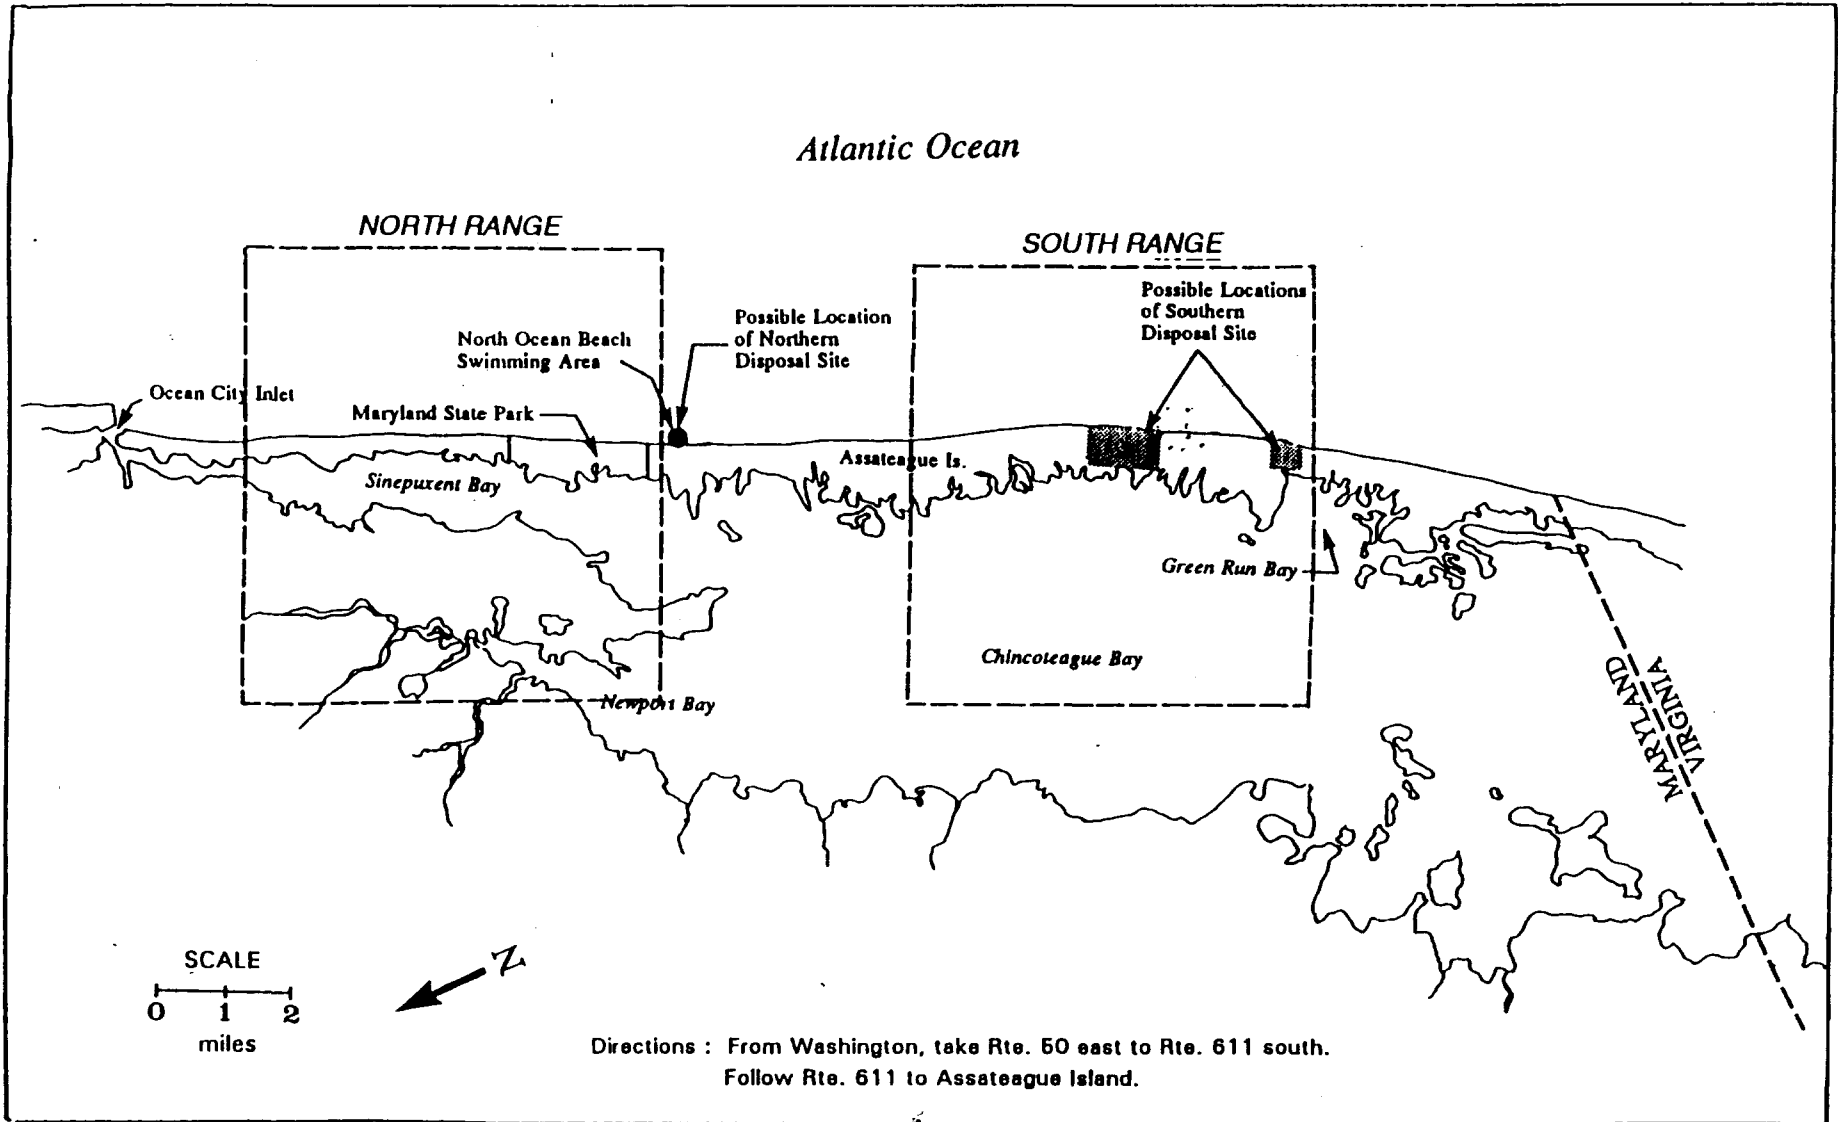 Atlantic Ocean
NORTH RANGE
SOUTH RANGE
Possible Locations
of Southern
Disposal Site
Possible Location
of Northern
Disposal Site
North Ocean Beach
Swimming Area
Ocean City Inlet
Maryland State Park
Assateague Is.
Sinepuxent Bay
Green Run Bay
Chincoteague Bay
Newport Bay
MARYLAND
VIRGINIA
SCALE
0 1 2
miles
N
Directions : From Washington, take Rte. 50 east to Rte. 611 south.
Follow Rte. 611 to Assateague Island.